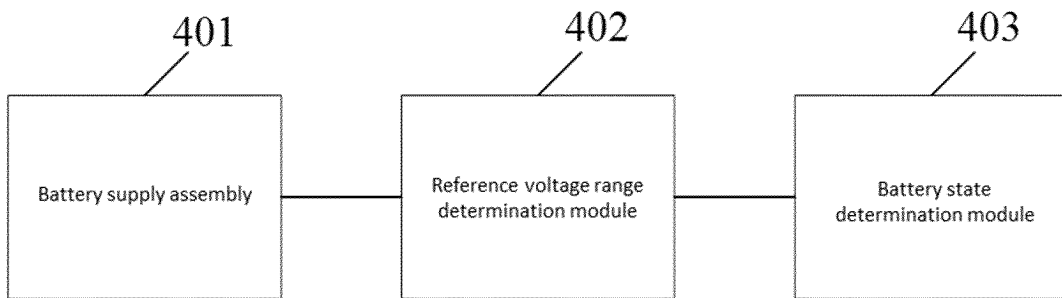 401
402
403
Battery supply assembly
Reference voltage range
determination module
Battery state
determination module